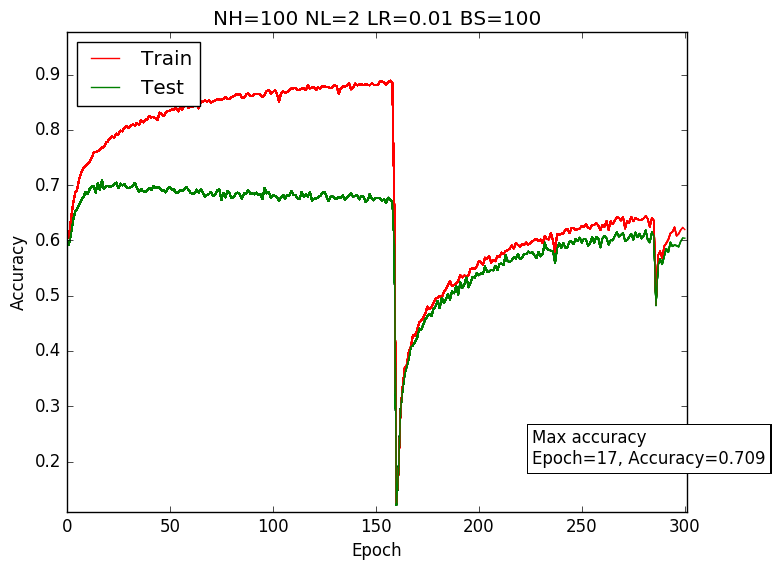 NH=100 NL=2 LR=0.01 BS=100
Train
Test
0.9
0.8
0.7
0.6
0.5
0.4
0.3
0.2
Accuracy
Max accuracy
Epoch=17, Accuracy=0.709
0 50 100 150 200 250 300
Epoch